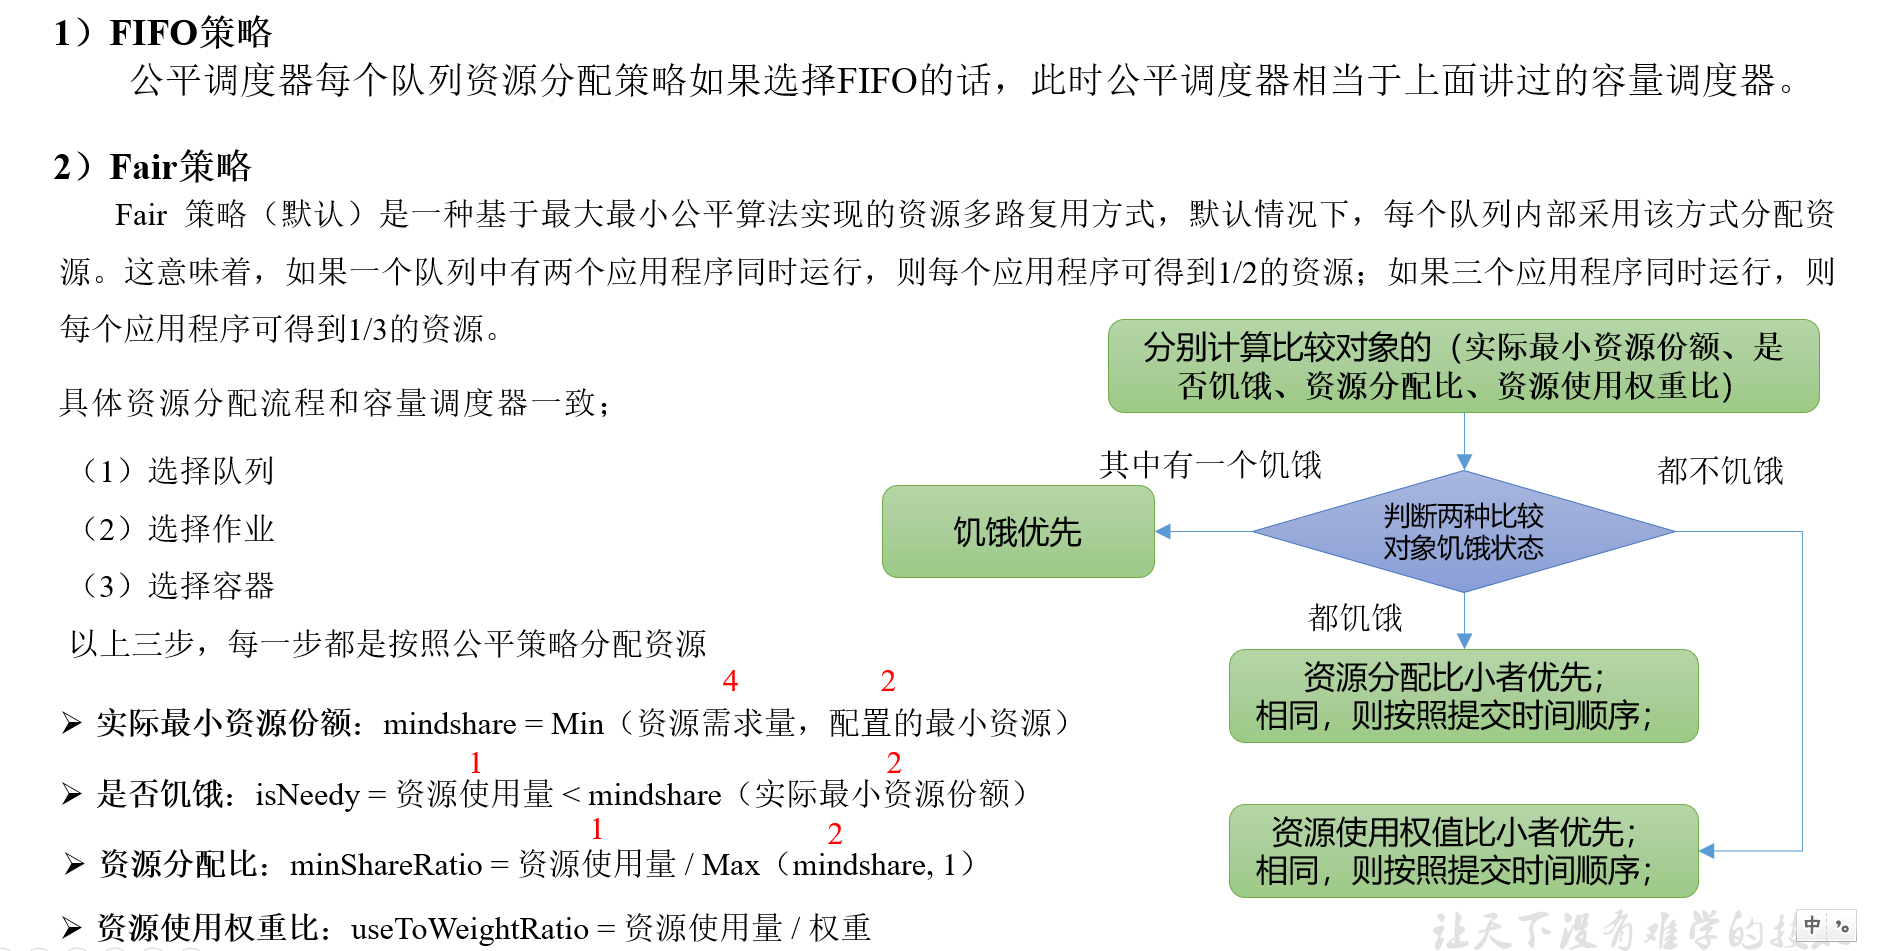 1）FIFO策略
公平调度器每个队列资源分配策略如果选择FIFO的话，此时公平调度器相当于上面讲过的容量调度器。
2）Fair策略
Fair 策略（默认）是一种基于最大最小公平算法实现的资源多路复用方式，默认情况下，每个队列内部采用该方式分配资
源。这意味着，如果一个队列中有两个应用程序同时运行，则每个应用程序可得到1/2的资源；如果三个应用程序同时运行，则
每个应用程序可得到1/3的资源。
具体资源分配流程和容量调度器一致；
（1）选择队列
（2）选择作业
（3）选择容器
以上三步，每一步都是按照公平策略分配资源
4 2
➢ 实际最小资源份额：mindshare = Min（资源需求量，配置的最小资源）
1 2
➢ 是否饥饿：isNeedy = 资源使用量 < mindshare（实际最小资源份额）
1 2
➢ 资源分配比：minShareRatio = 资源使用量 / Max（mindshare, 1）
➢ 资源使用权重比：useToWeightRatio = 资源使用量 / 权重
分别计算比较对象的（实际最小资源份额、是
否饥饿、资源分配比、资源使用权重比）
其中有一个饥饿
都不饥饿
饥饿优先
判断两种比较
对象饥饿状态
都饥饿
资源分配比小者优先；
相同，则按照提交时间顺序；
资源使用权值比小者优先；
相同，则按照提交时间顺序；
让天下没有难学的技
中 °,